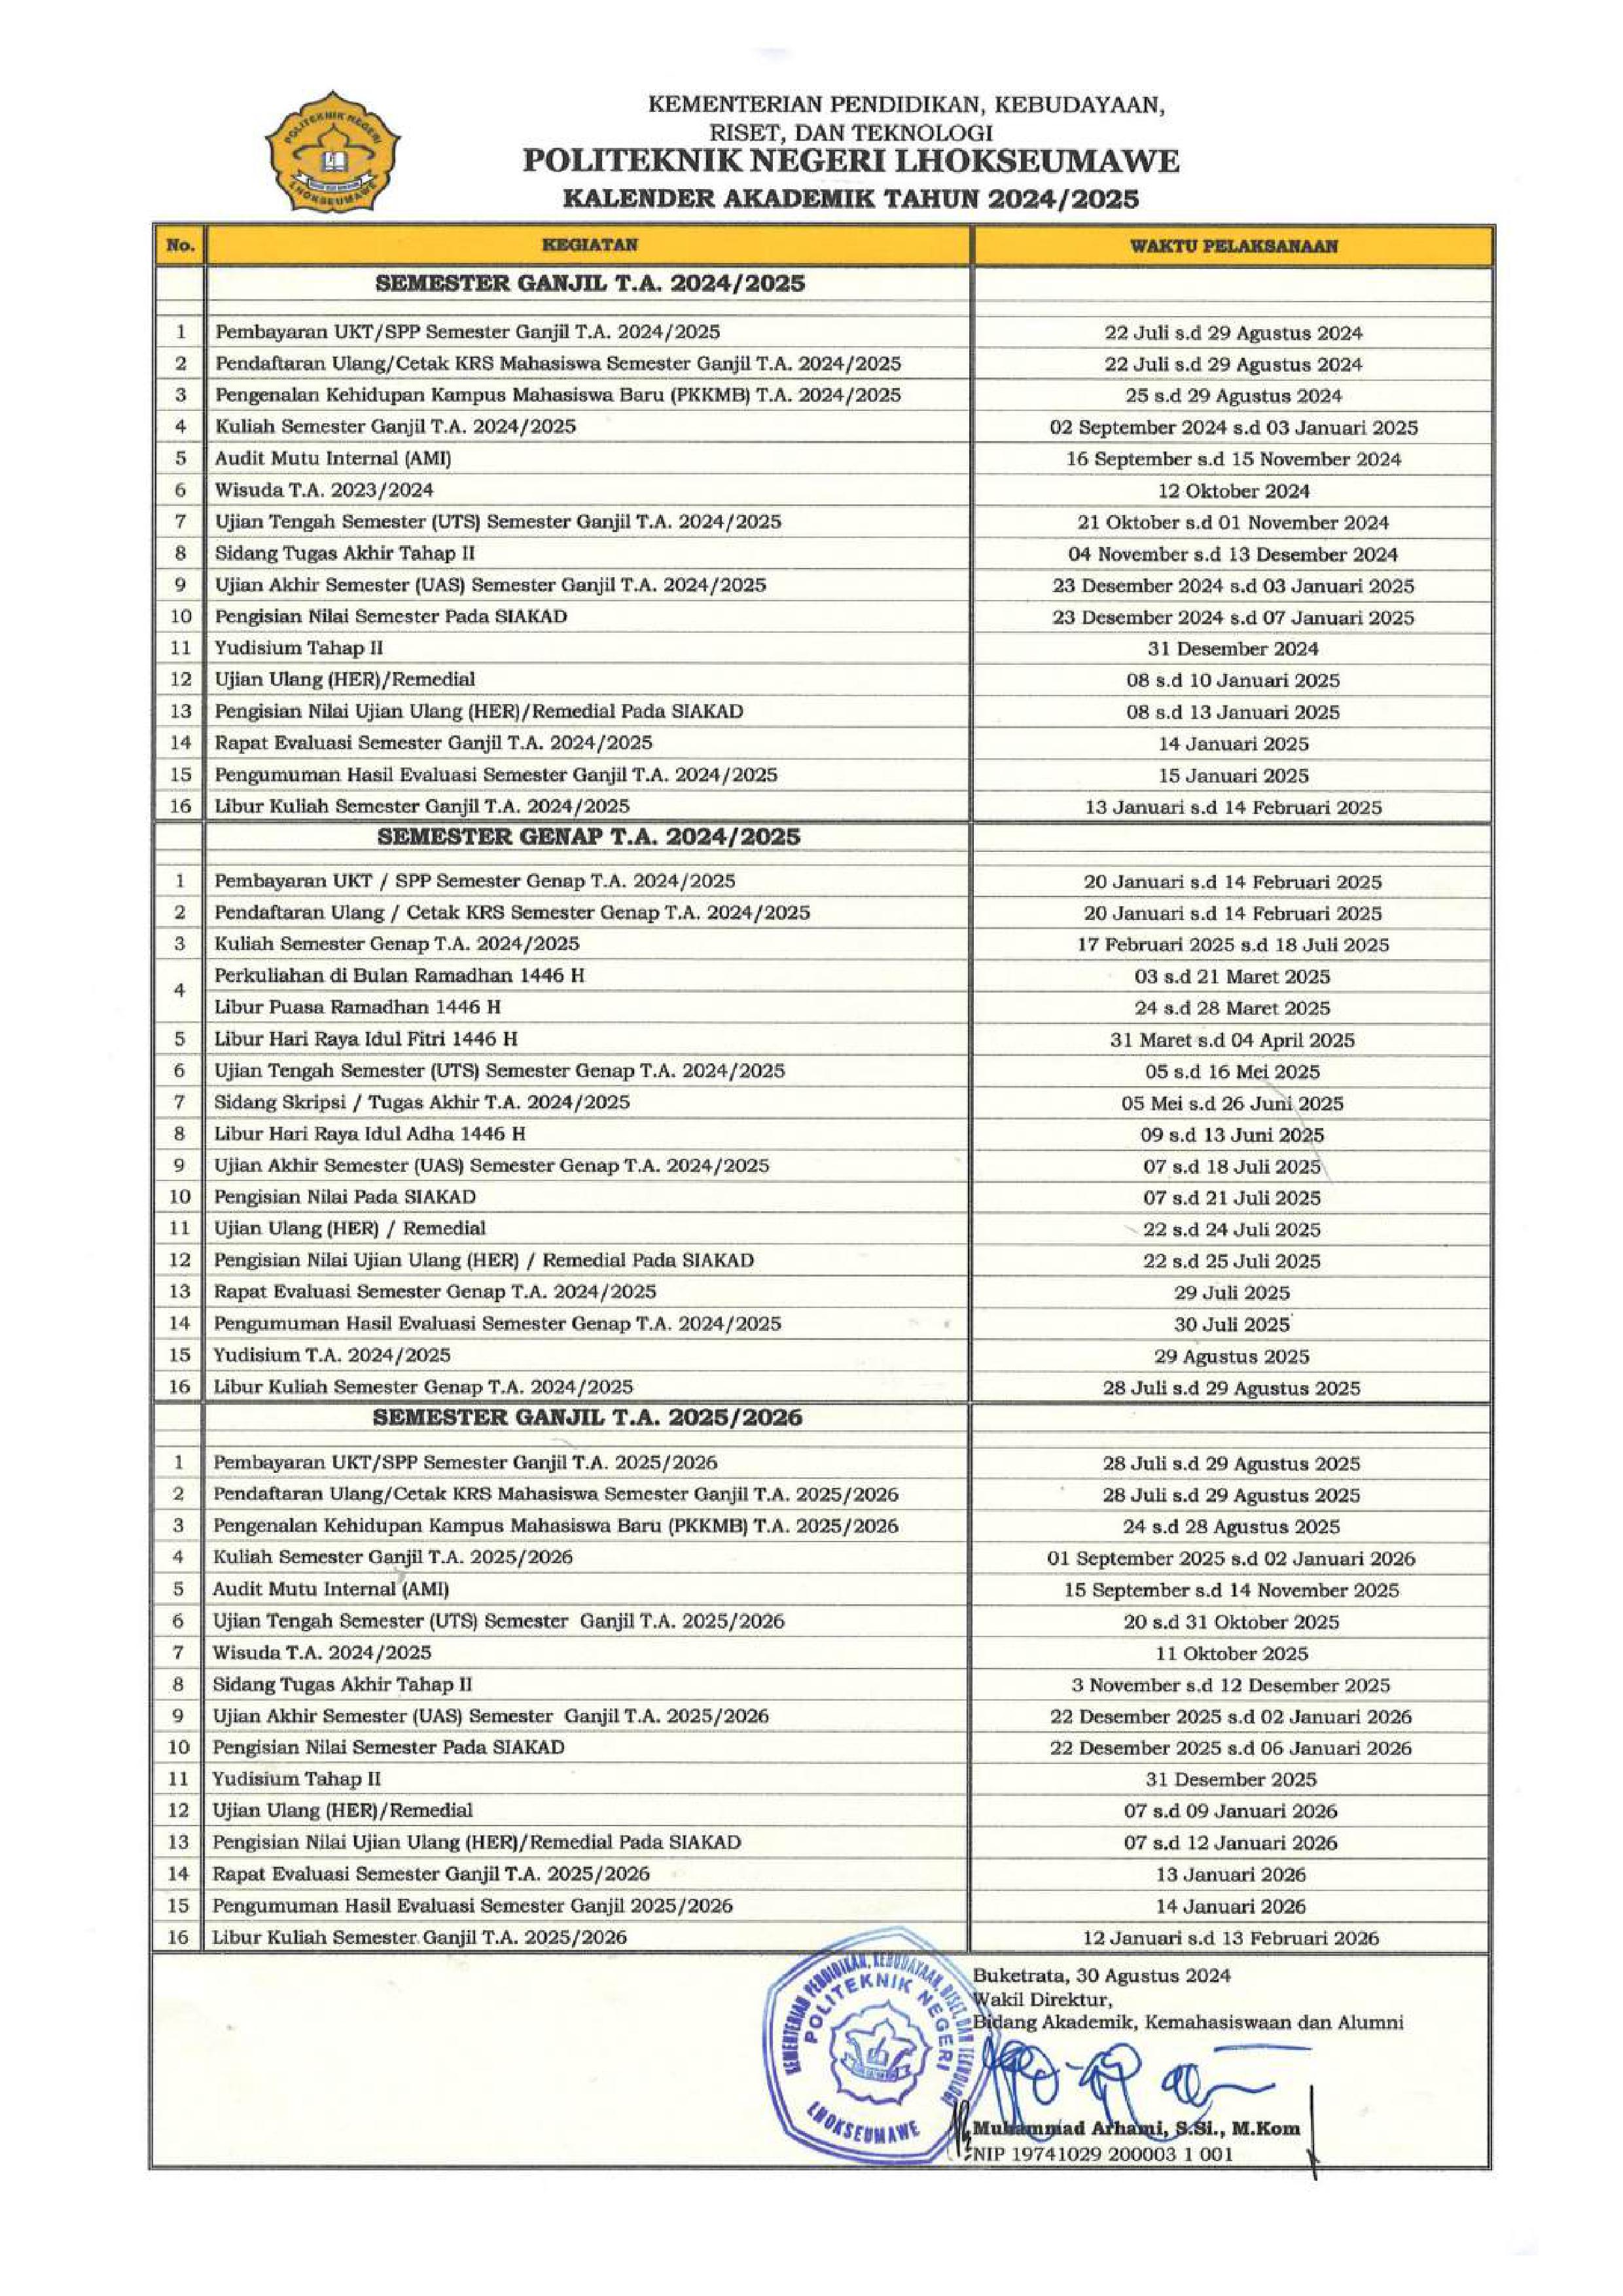 POLITEKNIK NEGERI
LHOKSEUMAWE
KEMENTERIAN PENDIDIKAN, KEBUDAYAAN,
RISET, DAN TEKNOLOGI
POLITEKNIK NEGERI LHOKSEUMAWE
KALENDER AKADEMIK TAHUN 2024/2025
No. KEGIATAN WAKTU PELAKSANAAN
SEMESTER GANJIL T.A. 2024/2025
1 Pembayaran UKT/SPP Semester Ganjil T.A. 2024/2025 22 Juli s.d 29 Agustus 2024
2 Pendaftaran Ulang/Cetak KRS Mahasiswa Semester Ganjil T.A. 2024/2025 22 Juli s.d 29 Agustus 2024
3 Pengenalan Kehidupan Kampus Mahasiswa Baru (PKKMB) T.A. 2024/2025 25 s.d 29 Agustus 2024
4 Kuliah Semester Ganjil T.A. 2024/2025 02 September 2024 s.d 03 Januari 2025
5 Audit Mutu Internal (AMI) 16 September s.d 15 November 2024
6 Wisuda T.A. 2023/2024 12 Oktober 2024
7 Ujian Tengah Semester (UTS) Semester Ganjil T.A. 2024/2025 21 Oktober s.d 01 November 2024
8 Sidang Tugas Akhir Tahap II 04 November s.d 13 Desember 2024
9 Ujian Akhir Semester (UAS) Semester Ganjil T.A. 2024/2025 23 Desember 2024 s.d 03 Januari 2025
10 Pengisian Nilai Semester Pada SIAKAD 23 Desember 2024 s.d 07 Januari 2025
11 Yudisium Tahap II 31 Desember 2024
12 Ujian Ulang (HER)/Remedial 08 s.d 10 Januari 2025
13 Pengisian Nilai Ujian Ulang (HER)/Remedial Pada SIAKAD 08 s.d 13 Januari 2025
14 Rapat Evaluasi Semester Ganjil T.A. 2024/2025 14 Januari 2025
15 Pengumuman Hasil Evaluasi Semester Ganjil T.A. 2024/2025 15 Januari 2025
16 Libur Kuliah Semester Ganjil T.A. 2024/2025 13 Januari s.d 14 Februari 2025
SEMESTER GENAP T.A. 2024/2025
1 Pembayaran UKT / SPP Semester Genap T.A. 2024/2025 20 Januari s.d 14 Februari 2025
2 Pendaftaran Ulang / Cetak KRS Semester Genap T.A. 2024/2025 20 Januari s.d 14 Februari 2025
3 Kuliah Semester Genap T.A. 2024/2025 17 Februari 2025 s.d 18 Juli 2025
4 Perkuliahan di Bulan Ramadhan 1446 H 03 s.d 21 Maret 2025
Libur Puasa Ramadhan 1446 H 24 s.d 28 Maret 2025
5 Libur Hari Raya Idul Fitri 1446 H 31 Maret s.d 04 April 2025
6 Ujian Tengah Semester (UTS) Semester Genap T.A. 2024/2025 05 s.d 16 Mei 2025
7 Sidang Skripsi / Tugas Akhir T.A. 2024/2025 05 Mei s.d 26 Juni 2025
8 Libur Hari Raya Idul Adha 1446 H 09 s.d 13 Juni 2025
9 Ujian Akhir Semester (UAS) Semester Genap T.A. 2024/2025 07 s.d 18 Juli 2025
10 Pengisian Nilai Pada SIAKAD 07 s.d 21 Juli 2025
11 Ujian Ulang (HER) / Remedial 22 s.d 24 Juli 2025
12 Pengisian Nilai Ujian Ulang (HER) / Remedial Pada SIAKAD 22 s.d 25 Juli 2025
13 Rapat Evaluasi Semester Genap T.A. 2024/2025 29 Juli 2025
14 Pengumuman Hasil Evaluasi Semester Genap T.A. 2024/2025 30 Juli 2025
15 Yudisium T.A. 2024/2025 29 Agustus 2025
16 Libur Kuliah Semester Genap T.A. 2024/2025 28 Juli s.d 29 Agustus 2025
SEMESTER GANJIL T.A. 2025/2026
1 Pembayaran UKT/SPP Semester Ganjil T.A. 2025/2026 28 Juli s.d 29 Agustus 2025
2 Pendaftaran Ulang/Cetak KRS Mahasiswa Semester Ganjil T.A. 2025/2026 28 Juli s.d 29 Agustus 2025
3 Pengenalan Kehidupan Kampus Mahasiswa Baru (PKKMB) T.A. 2025/2026 24 s.d 28 Agustus 2025
4 Kuliah Semester Ganjil T.A. 2025/2026 01 September 2025 s.d 02 Januari 2026
5 Audit Mutu Internal (AMI) 15 September s.d 14 November 2025
6 Ujian Tengah Semester (UTS) Semester Ganjil T.A. 2025/2026 20 s.d 31 Oktober 2025
7 Wisuda T.A. 2024/2025 11 Oktober 2025
8 Sidang Tugas Akhir Tahap II 3 November s.d 12 Desember 2025
9 Ujian Akhir Semester (UAS) Semester Ganjil T.A. 2025/2026 22 Desember 2025 s.d 02 Januari 2026
10 Pengisian Nilai Semester Pada SIAKAD 22 Desember 2025 s.d 06 Januari 2026
11 Yudisium Tahap II 31 Desember 2025
12 Ujian Ulang (HER)/Remedial 07 s.d 09 Januari 2026
13 Pengisian Nilai Ujian Ulang (HER)/Remedial Pada SIAKAD 07 s.d 12 Januari 2026
14 Rapat Evaluasi Semester Ganjil T.A. 2025/2026 13 Januari 2026
15 Pengumuman Hasil Evaluasi Semester Ganjil 2025/2026 14 Januari 2026
16 Libur Kuliah Semester Ganjil T.A. 2025/2026 12 Januari s.d 13 Februari 2026
Buketrata, 30 Agustus 2024
Wakil Direktur,
Bidang Akademik, Kemahasiswaan dan Alumni
KEMENTERIAN PENDIDIKAN, KEBUDAYAAN, RISET, DAN TEKNOLOGI
POLITEKNIK NEGERI
LHOKSEUMAWE
Muhammad Arhami, S.Si., M.Kom
NIP 19741029 200003 1 001